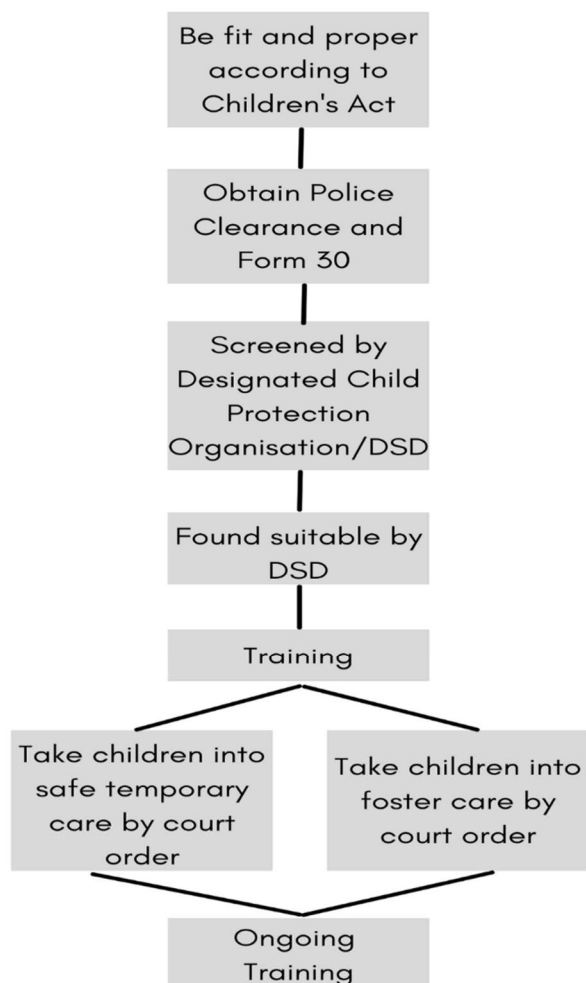 Be fit and proper
according to
Children's Act
Obtain Police
Clearance and
Form 30
Screened by
Designated Child
Protection
Organisation/DSD
Found suitable by
DSD
Training
Take children into
safe temporary
care by court
order
Take children into
foster care by
court order
Ongoing
Training